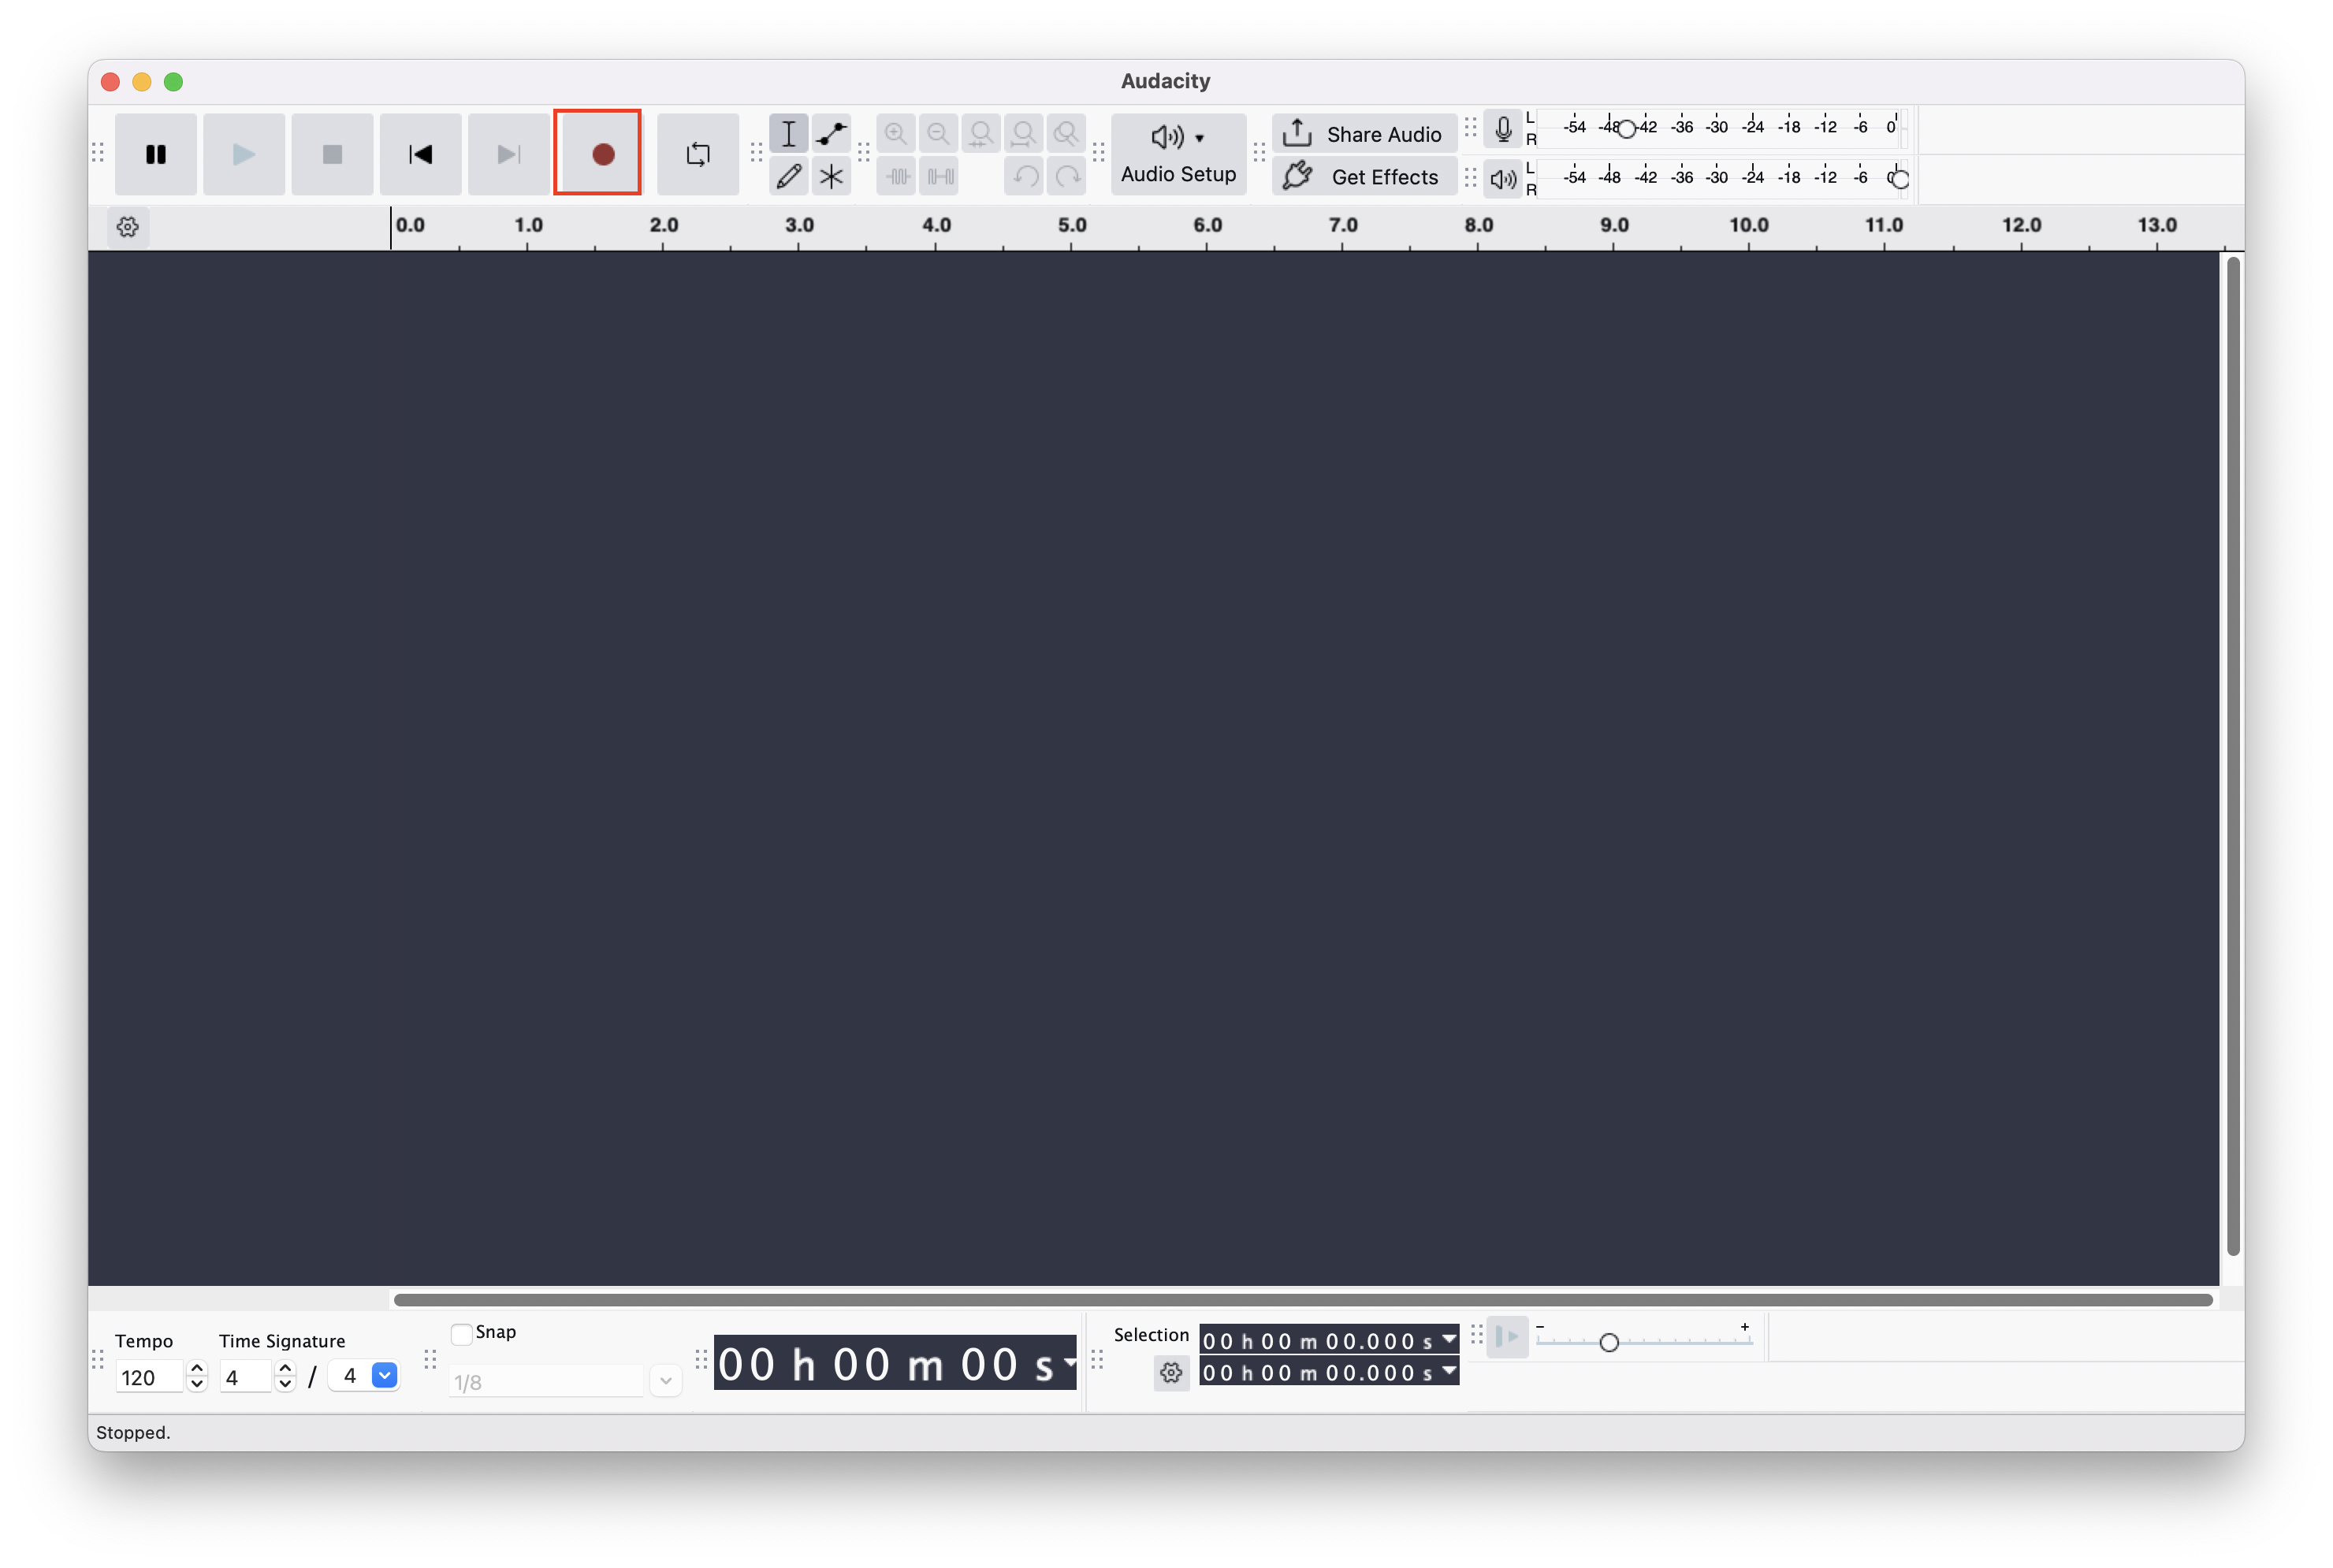 Audacity
Audio Setup
Share Audio
Get Effects
L
R
-54 -48 -42 -36 -30 -24 -18 -12 -6 0
L
R
-54 -48 -42 -36 -30 -24 -18 -12 -6 0
0.0 1.0 2.0 3.0 4.0 5.0 6.0 7.0 8.0 9.0 10.0 11.0 12.0 13.0
Tempo
120
Time Signature
4 / 4
Snap
1/8
00 h 00 m 00 s
Selection
00 h 00 m 00.000 s
00 h 00 m 00.000 s
- +
Stopped.